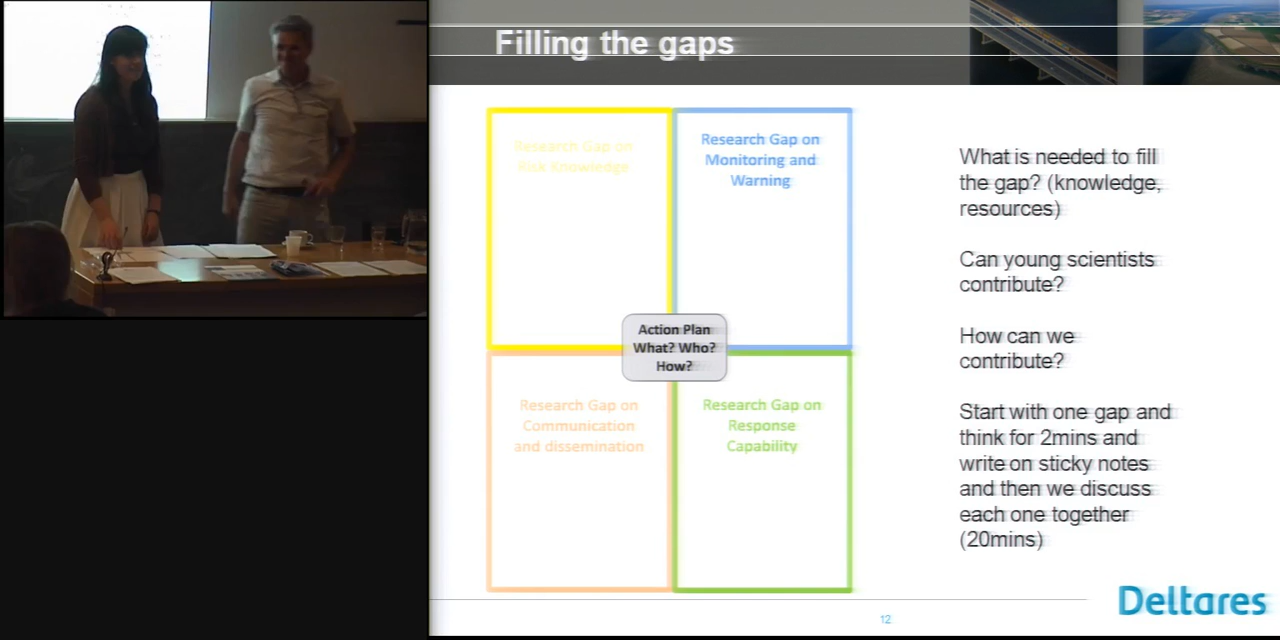 Filling the gaps
Research Gap on
Risk Knowledge
Research Gap on
Monitoring and
Warning
Action Plan
What? Who?
How?
Research Gap on
Communication
and dissemination
Research Gap on
Response
Capability
What is needed to fill
the gap? (knowledge,
resources)
Can young scientists
contribute?
How can we
contribute?
Start with one gap and
think for 2mins and
write on sticky notes
and then we discuss
each one together
(20mins)
12
Deltares